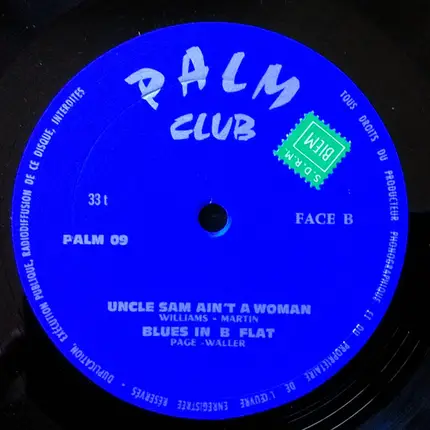 PALM
CLUB
S.D.R.M
BIEM
33 t
FACE B
PALM 09
UNCLE SAM AIN'T A WOMAN
WILLIAMS - MARTIN
BLUES IN B FLAT
PAGE -WALLER
TOUS DROITS DU PRODUCTEUR PHONOGRAPHIQUE ET DU PROPRIETAIRE DE L'ŒUVRE ENREGISTREE RESERVES - DUPLICATION, EXECUTION PUBLIQUE, RADIODIFFUSION DE CE DISQUE, INTERDITES